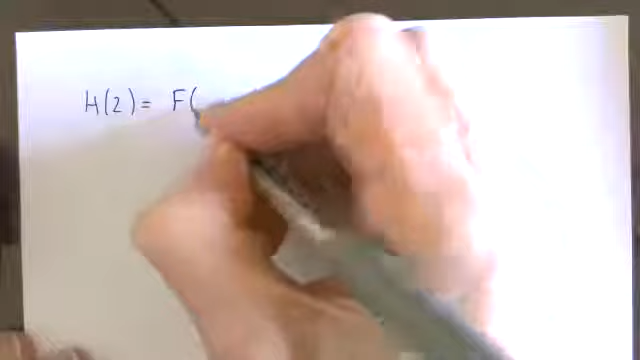 H(2) = F(